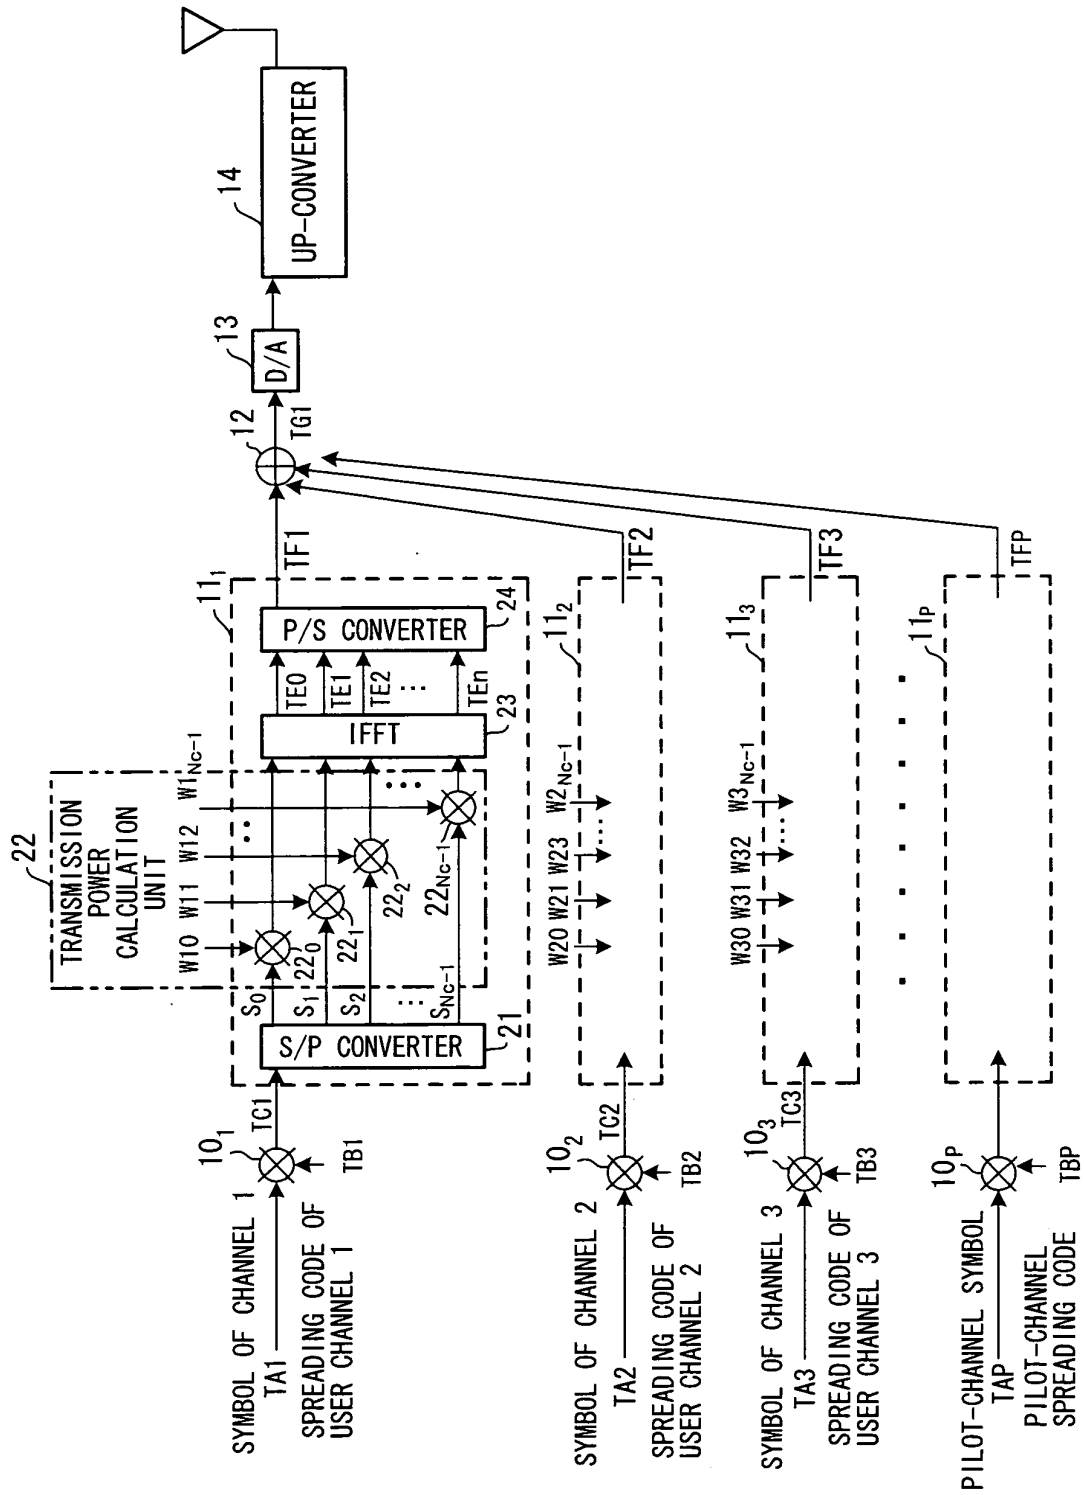 22
TRANSMISSION
POWER
CALCULATION
UNIT
W10
W11
W12
..
W1Nc-1
SYMBOL OF CHANNEL 1
TA1
SPREADING CODE OF
USER CHANNEL 1
101
TB1
TC1
S/P CONVERTER
21
S0
S1
S2
...
SNc-1
220
221
222
22Nc-1
...
IFFT
23
TE0
TE1
TE2
...
TEn
P/S CONVERTER
24
111
TF1
12
TG1
13
D/A
14
UP-CONVERTER
SYMBOL OF CHANNEL 2
TA2
SPREADING CODE OF
USER CHANNEL 2
102
TB2
TC2
W20
W21
W23
...
W2Nc-1
112
TF2
SYMBOL OF CHANNEL 3
TA3
SPREADING CODE OF
USER CHANNEL 3
103
TB3
TC3
W30
W31
W32
...
W3Nc-1
113
TF3
PILOT-CHANNEL SYMBOL
TAP
PILOT-CHANNEL
SPREADING CODE
10P
TBP
11P
TFP